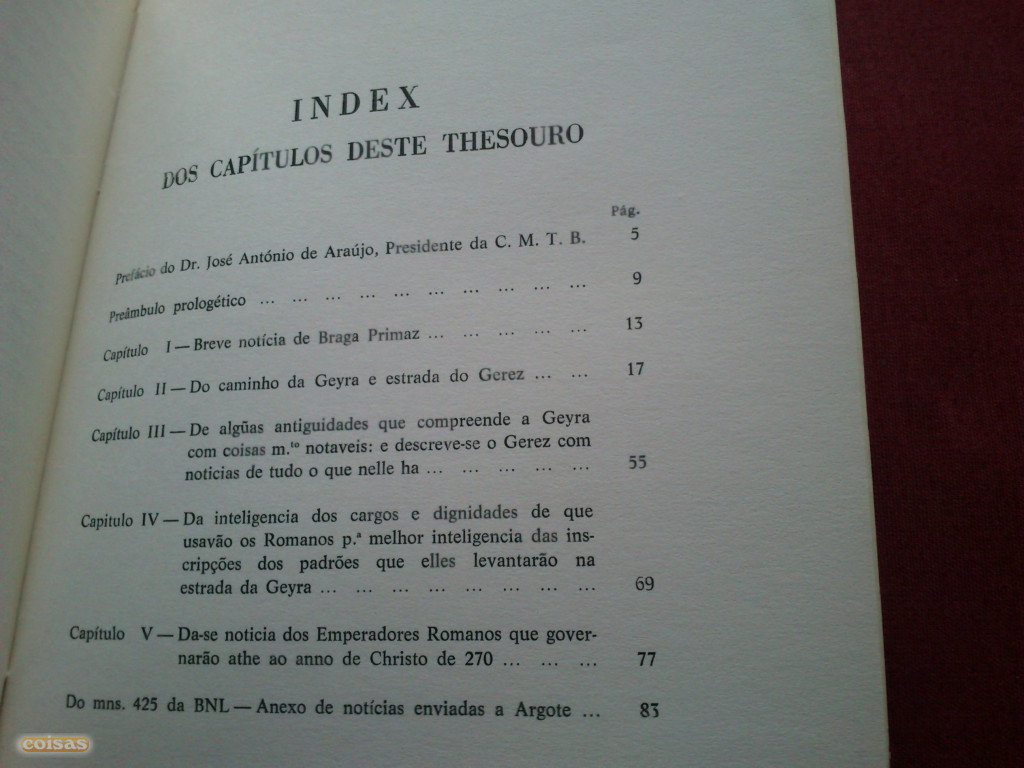 INDEX
DOS CAPÍTULOS DESTE THESOURO
Pág.
Prefácio do Dr. José António de Araújo, Presidente da C. M. T. B. 5
Preâmbulo prologético ... ... ... ... ... ... ... ... ... ... 9
Capítulo I — Breve notícia de Braga Primaz ... ... ... ... ... 13
Capítulo II — Do caminho da Geyra e estrada do Gerez ... ... 17
Capítulo III — De algũas antiguidades que compreende a Geyra
com coisas m.to notaveis: e descreve-se o Gerez com
noticias de tudo o que nelle ha ... ... ... ... ... 55
Capitulo IV — Da inteligencia dos cargos e dignidades de que
usavão os Romanos p.a melhor inteligencia das ins-
cripções dos padrões que elles levantarão na
estrada da Geyra ... ... ... ... ... ... ... ... 69
Capítulo V — Da-se noticia dos Emperadores Romanos que gover-
narão athe ao anno de Christo de 270 ... ... ... 77
Do mns. 425 da BNL — Anexo de notícias enviadas a Argote ... 83
coisas